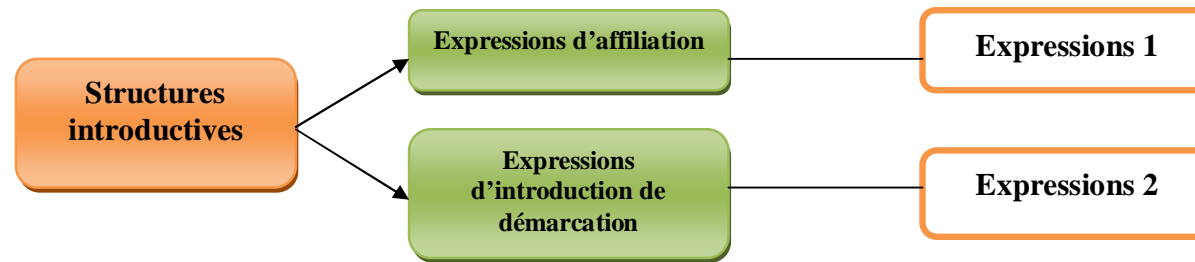 Structures
introductives
Expressions d’affiliation
Expressions 1
Expressions
d’introduction de
démarcation
Expressions 2